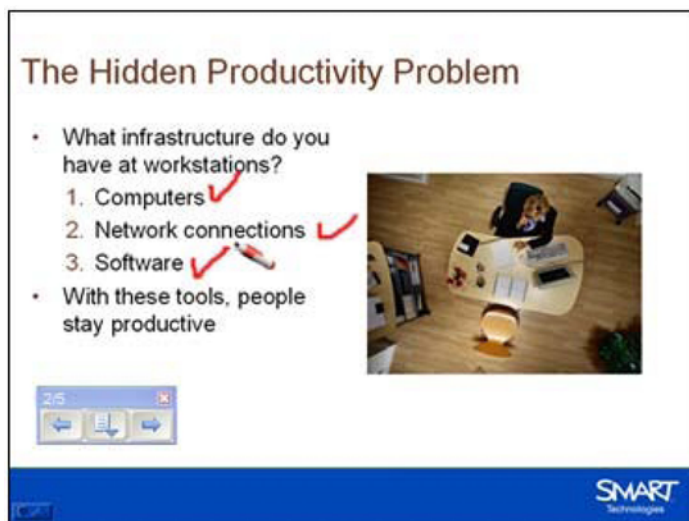 The Hidden Productivity Problem
• What infrastructure do you
have at workstations?
1. Computers
2. Network connections
3. Software
• With these tools, people
stay productive
2/5
SMART
Technologies